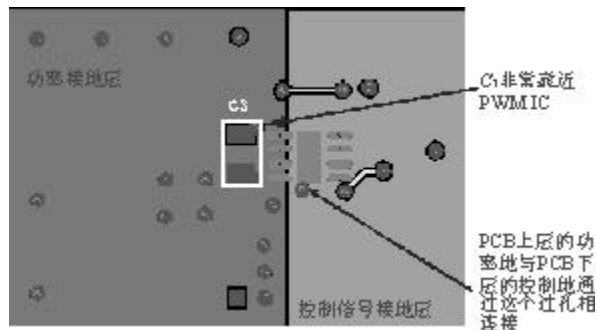 功率接地层
C3
C3非常靠近
PWM IC
控制信号接地层
PCB上层的功
率地与PCB下
层的控制地通
过这个过孔相
连接